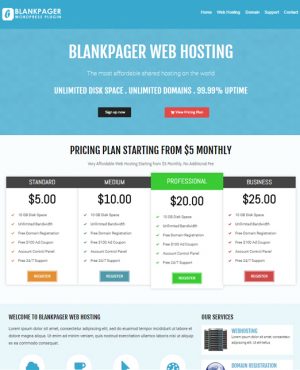 BLANKPAGER
WORDPRESS PLUGIN
Home Web Hosting Domain Support Contact
BLANKPAGER WEB HOSTING
The most affordable shared hosting on the world
UNLIMITED DISK SPACE . UNLIMITED DOMAINS . 99.99% UPTIME
Sign up now
View Pricing Plan
PRICING PLAN STARTING FROM $5 MONTHLY
Very Affordable Web Hosting Starting from $5 Monthly, No Additional Fee
STANDARD
$5.00
10 GB Disk Space
Unlimited Bandwidth
Free Domain Registration
Free $100 Ad Coupon
Account Control Panel
Free 24/7 Support
REGISTER
MEDIUM
$10.00
10 GB Disk Space
Unlimited Bandwidth
Free Domain Registration
Free $100 Ad Coupon
Account Control Panel
Free 24/7 Support
REGISTER
PROFESSIONAL
$20.00
10 GB Disk Space
Unlimited Bandwidth
Free Domain Registration
Free $100 Ad Coupon
Account Control Panel
Free 24/7 Support
REGISTER
BUSINESS
$25.00
10 GB Disk Space
Unlimited Bandwidth
Free Domain Registration
Free $100 Ad Coupon
Account Control Panel
Free 24/7 Support
REGISTER
WELCOME TO BLANKPAGER WEB HOSTING
Lorem ipsum dolor sit amet, consectetur adipiscing elit, sed do eiusmod tempor incididunt ut labore et dolore
magna aliqua. Ut enim ad minim veniam, quis nostrud exercitation ullamco laboris nisi ut aliquip ex ea
commodo consequat.
OUR SERVICES
WEBHOSTING
Lorem ipsum dolor sit
DOMAIN REGISTRATION